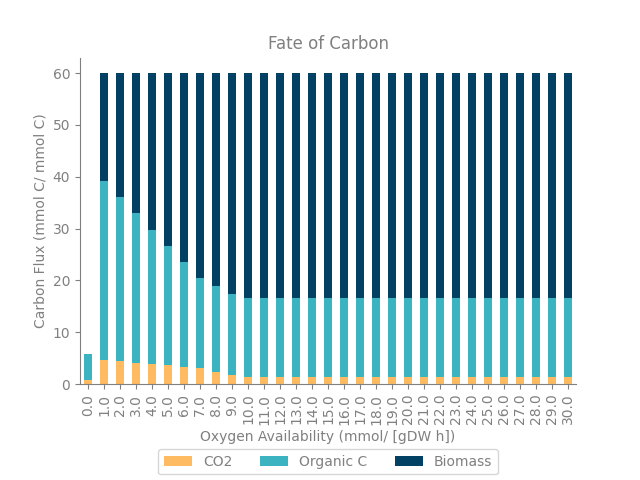 Fate of Carbon
Carbon Flux (mmol C/ mmol C)
60
50
40
30
20
10
0
0.0 1.0 2.0 3.0 4.0 5.0 6.0 7.0 8.0 9.0 10.0 11.0 12.0 13.0 14.0 15.0 16.0 17.0 18.0 19.0 20.0 21.0 22.0 23.0 24.0 25.0 26.0 27.0 28.0 29.0 30.0
Oxygen Availability (mmol/ [gDW h])
CO2 Organic C Biomass